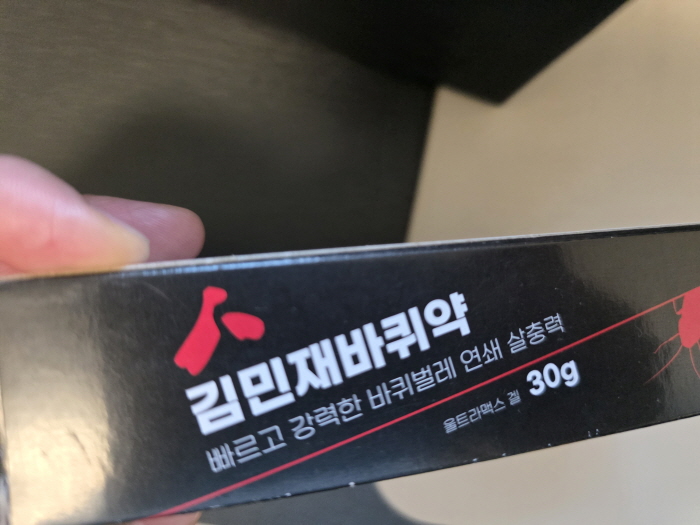 김민재바퀴약
빠르고 강력한 바퀴벌레 연쇄 살충력
울트라맥스 겔 30g